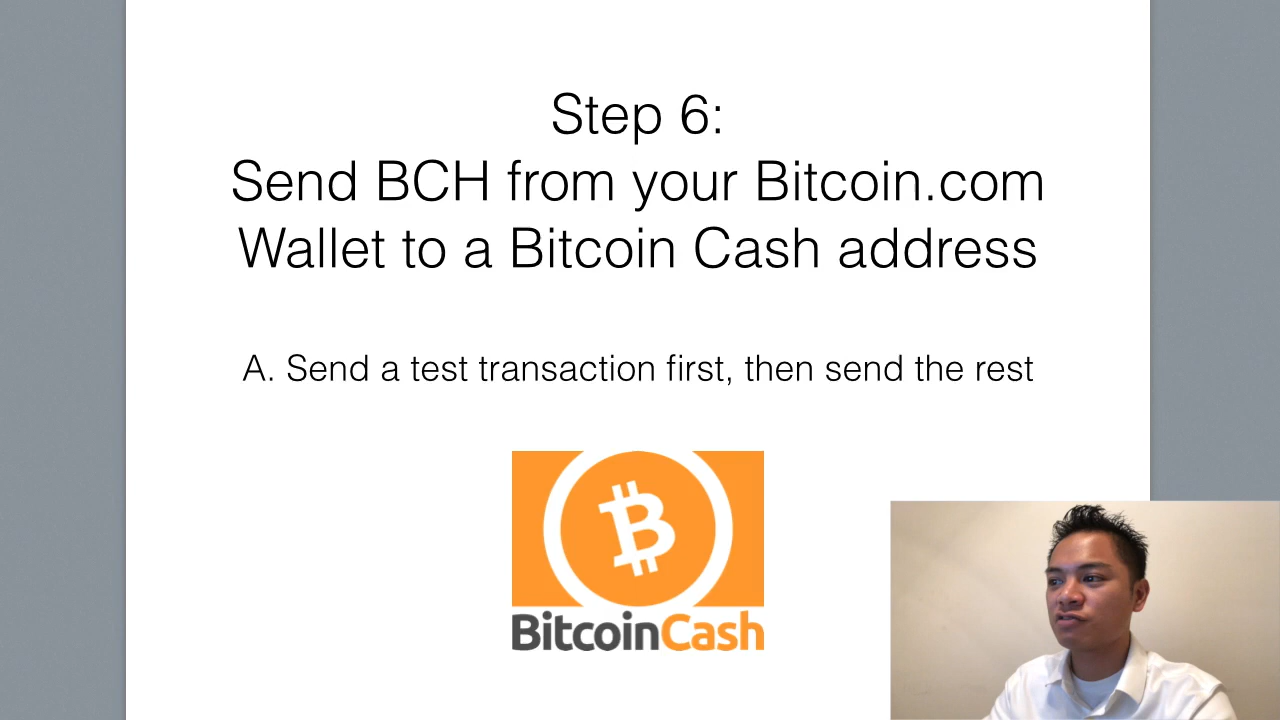 Step 6:
Send BCH from your Bitcoin.com
Wallet to a Bitcoin Cash address
A. Send a test transaction first, then send the rest
BitcoinCash